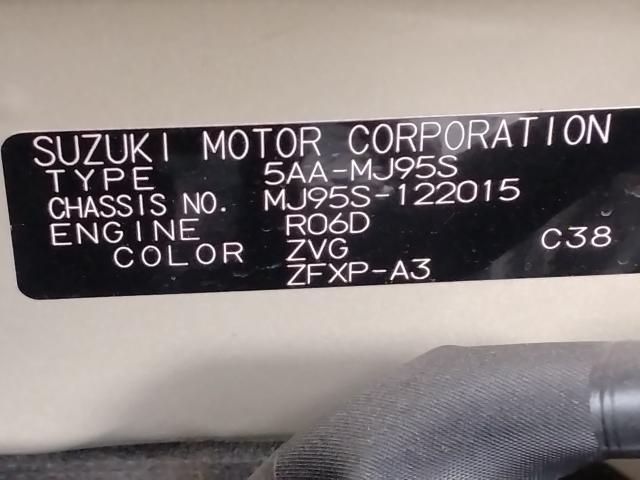 SUZUKI MOTOR CORPORATION
TYPE 5AA-MJ95S
CHASSIS NO. MJ95S-122015
ENGINE R06D
COLOR ZVG C38
ZFXP-A3